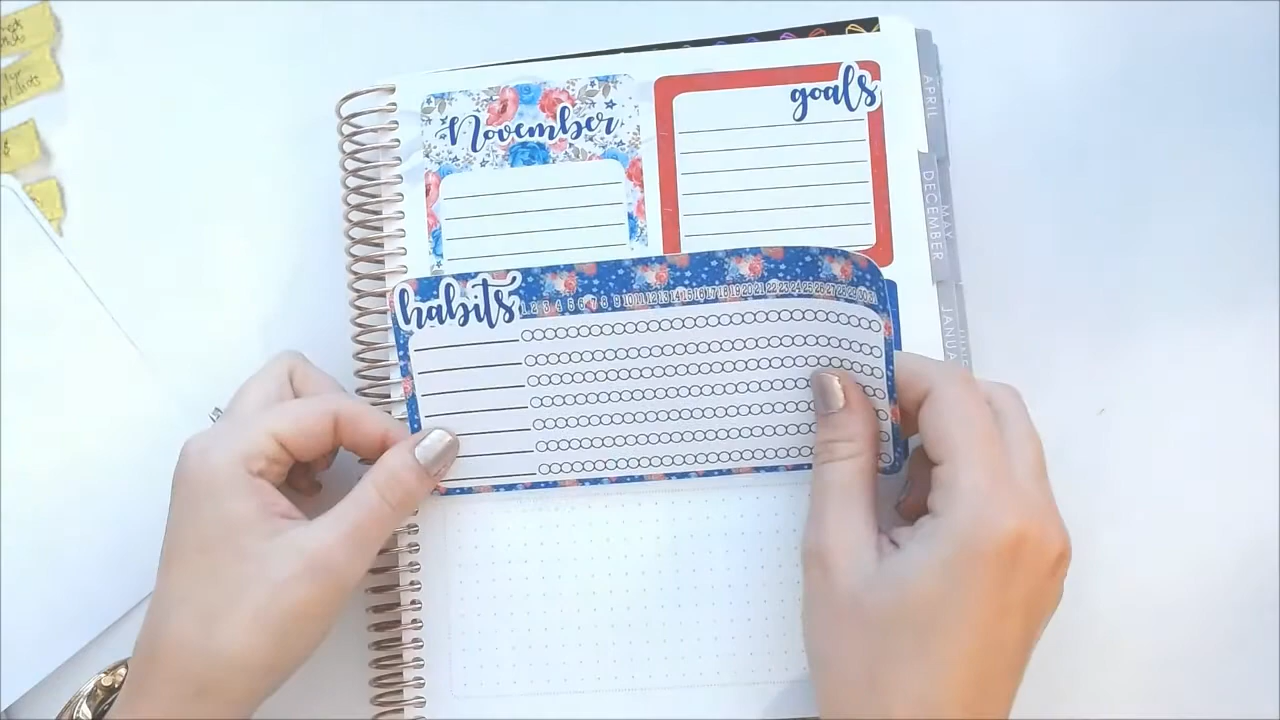 November
goals
habits
1 2 3 4 5 6 7 8 9 10 11 12 13 14 15 16 17 18 19 20 21 22 23 24 25 26 27 28 29 30 31
APRIL
MAY
DECEMBER